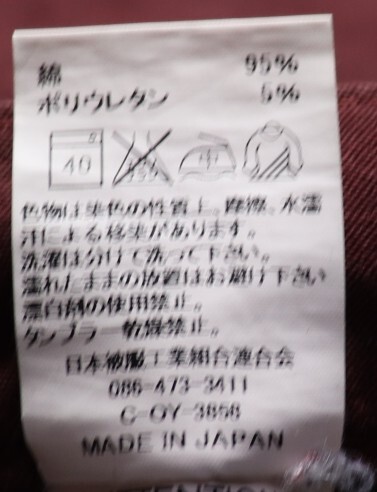 綿 95%
ポリウレタン 5%
40
色物は染色の性質上、摩擦、水濡
汗による移染があります。
洗濯は分けて洗って下さい。
濡れたままの放置はお避け下さい
漂白剤の使用禁止。
タンブラー乾燥禁止。
日本被服工業組合連合会
086-473-3411
C-OY-3858
MADE IN JAPAN